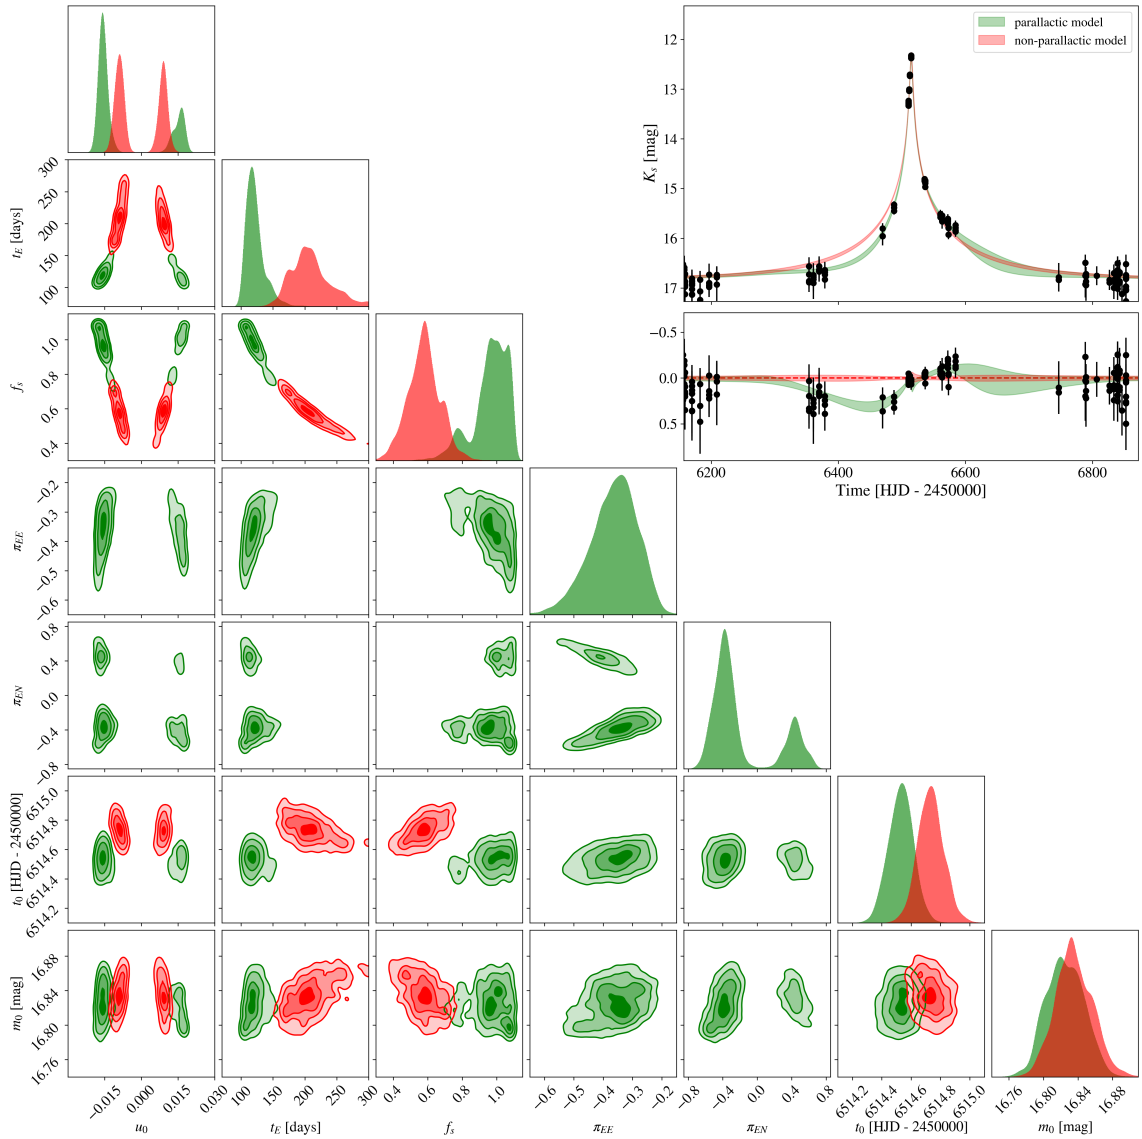 parallactic model
non-parallactic model
12
13
14
15
16
17
K_s [mag]
−0.5
0.0
0.5
6200 6400 6600 6800
Time [HJD - 2450000]
300
250
200
150
100
t_E [days]
1.0
0.8
0.6
0.4
f_s
−0.2
−0.3
−0.4
−0.5
−0.6
π_EE
0.8
0.4
0.0
−0.4
−0.8
π_EN
6515.0
6514.8
6514.6
6514.4
6514.2
t_0 [HJD - 2450000]
16.88
16.84
16.80
16.76
m_0 [mag]
−0.015 0.000 0.015 0.030 100 150 200 250 300 0.4 0.6 0.8 1.0 −0.6 −0.5 −0.4 −0.3 −0.2 −0.8 −0.4 0.0 0.4 0.8 6514.2 6514.4 6514.6 6514.8 6515.0 16.76 16.80 16.84 16.88
u_0 t_E [days] f_s π_EE π_EN t_0 [HJD - 2450000] m_0 [mag]